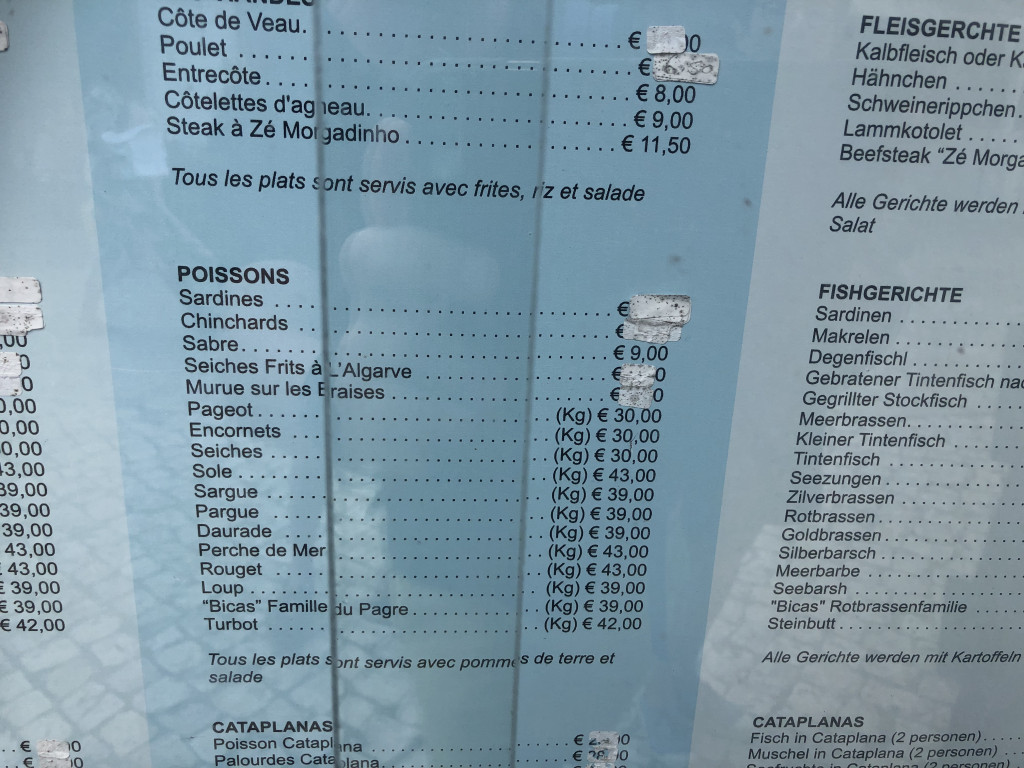 Côte de Veau. €
Poulet €
Entrecôte € 8,00
Côtelettes d'agneau. € 9,00
Steak à Zé Morgadinho € 11,50
Tous les plats sont servis avec frites, riz et salade
POISSONS
Sardines €
Chinchards €
Sabre € 9,00
Seiches Frits à L'Algarve €
Murue sur les Braises €
Pageot (Kg) € 30,00
Encornets (Kg) € 30,00
Seiches (Kg) € 30,00
Sole (Kg) € 43,00
Sargue (Kg) € 39,00
Pargue (Kg) € 39,00
Daurade (Kg) € 39,00
Perche de Mer (Kg) € 43,00
Rouget (Kg) € 43,00
Loup (Kg) € 39,00
"Bicas" Famille du Pagre (Kg) € 39,00
Turbot (Kg) € 42,00
Tous les plats sont servis avec pommes de terre et
salade
CATAPLANAS
Poisson Cataplana €
Palourdes Cataplana €
43,00
39,00
39,00
39,00
43,00
43,00
€ 39,00
€ 39,00
€ 42,00
FLEISGERCHTE
Kalbfleisch oder
Hähnchen
Schweinerippchen
Lammkotolet
Beefsteak "Zé
Alle Gerichte werden
Salat
FISHGERICHTE
Sardinen
Makrelen
Degenfischl
Gebratener Tintenfisch
Gegrillter Stockfisch
Meerbrassen
Kleiner Tintenfisch
Tintenfisch
Seezungen
Zilverbrassen
Rotbrassen
Goldbrassen
Silberbarsch
Meerbarbe
Seebarsh
"Bicas" Rotbrassenfamilie
Steinbutt
Alle Gerichte werden mit Kartoffeln
CATAPLANAS
Fisch in Cataplana (2 personen)
Muschel in Cataplana (2 personen)